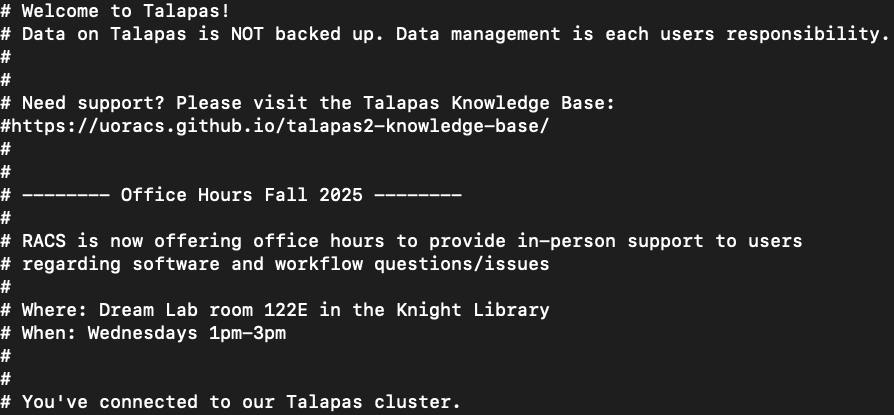 # Welcome to Talapas!
# Data on Talapas is NOT backed up. Data management is each users responsibility.
#
#
# Need support? Please visit the Talapas Knowledge Base:
#https://uoracs.github.io/talapas2-knowledge-base/
#
#
# -------- Office Hours Fall 2025 --------
#
# RACS is now offering office hours to provide in-person support to users
# regarding software and workflow questions/issues
#
# Where: Dream Lab room 122E in the Knight Library
# When: Wednesdays 1pm-3pm
#
#
# You've connected to our Talapas cluster.